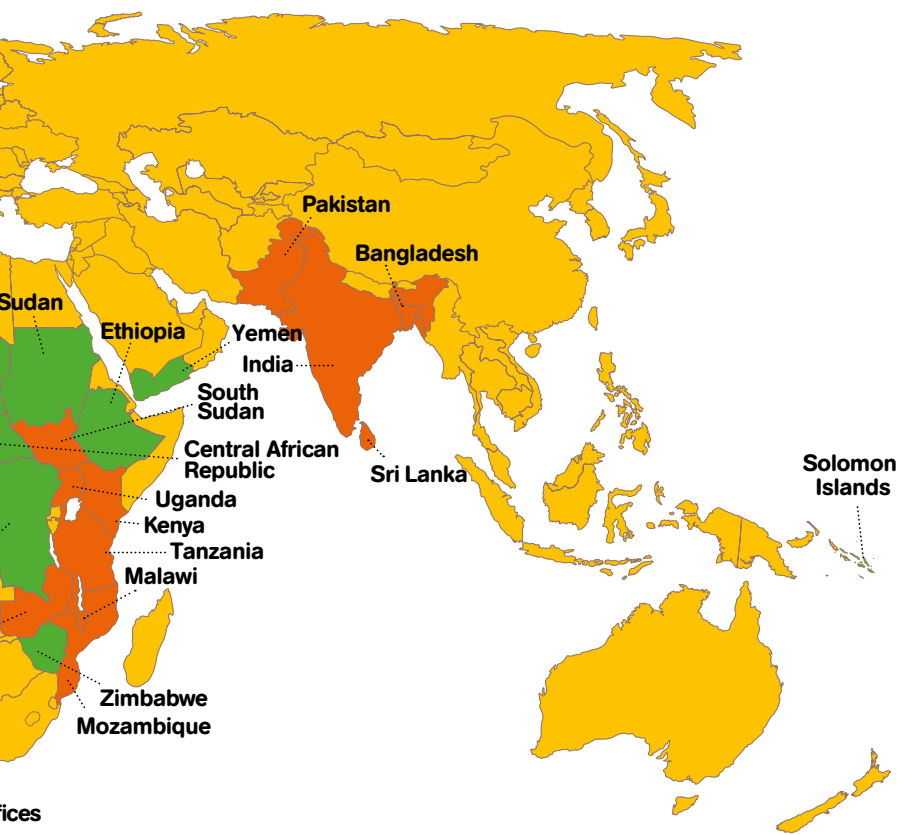 Pakistan
Bangladesh
Sudan
Ethiopia
Yemen
India
South
Sudan
Central African
Republic
Sri Lanka
Solomon
Islands
Uganda
Kenya
Tanzania
Malawi
Zimbabwe
Mozambique